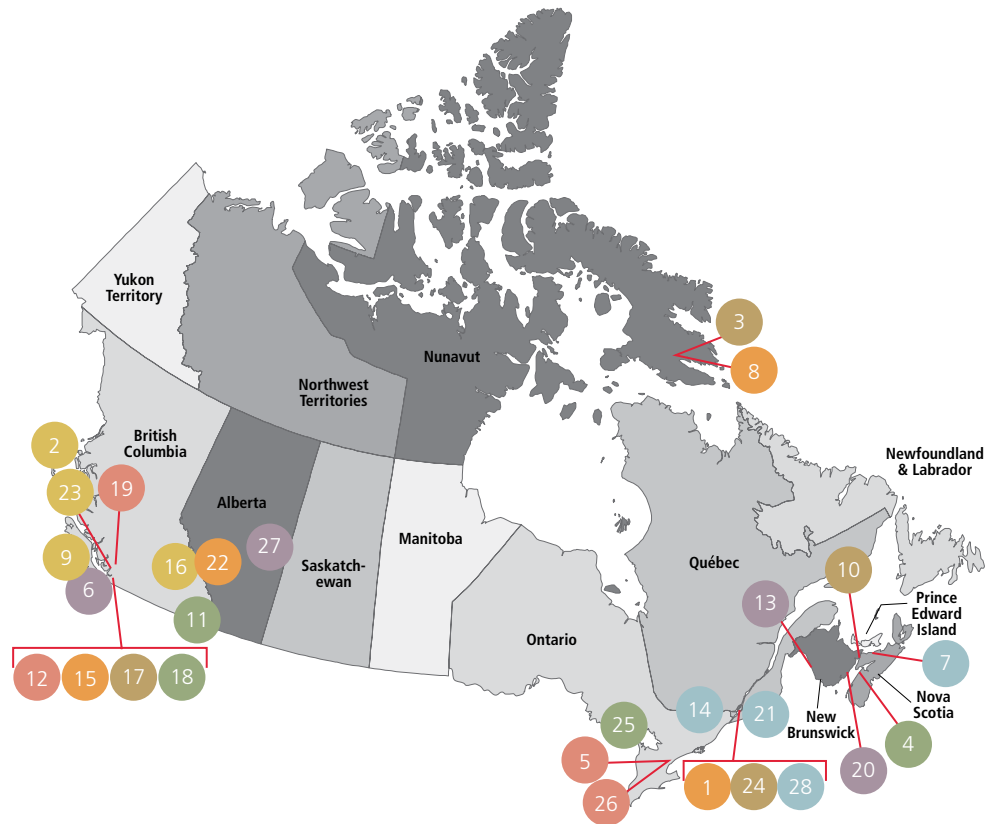 Yukon
Territory
Nunavut
3
8
Northwest
Territories
British
Columbia
2
23
19
Newfoundland
& Labrador
Alberta
27
Manitoba
9
16
22
Saskatch-
ewan
Québec
10
6
13
Prince
Edward
Island
11
Ontario
7
12
15
17
18
Nova
Scotia
14
21
New
Brunswick
25
4
5
20
26
1
24
28